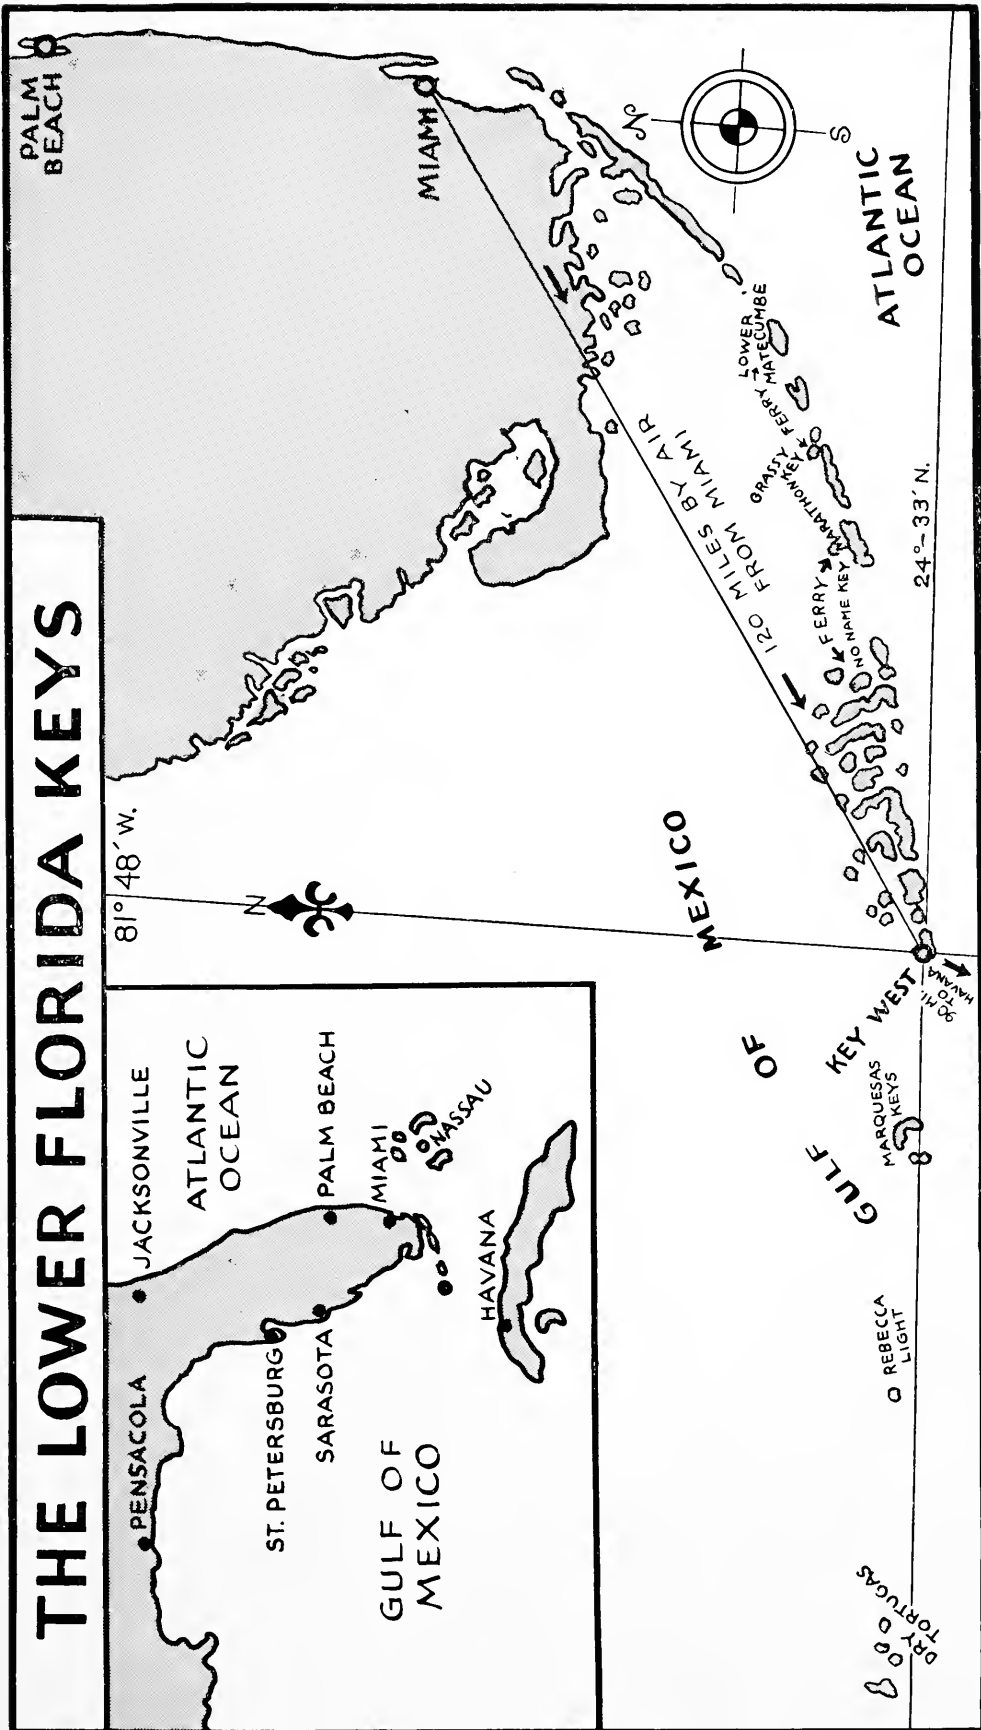 THE LOWER FLORIDA KEYS
PENSACOLA
JACKSONVILLE
ATLANTIC
OCEAN
ST. PETERSBURG
SARASOTA
PALM BEACH
MIAMI
NASSAU
GULF OF
MEXICO
HAVANA
81° 48' W.
N
PALM
BEACH
MIAMI
120 MILES BY AIR
FROM MIAMI
N
S
ATLANTIC
OCEAN
LOWER
MATECUMBE
FERRY
GRASSY
KEY
MARATHON
FERRY
NO NAME KEY
24°-33' N.
GULF
OF
MEXICO
KEY WEST
90 MI.
TO
HAVANA
MARQUESAS
KEYS
REBECCA
LIGHT
DRY
TORTUGAS